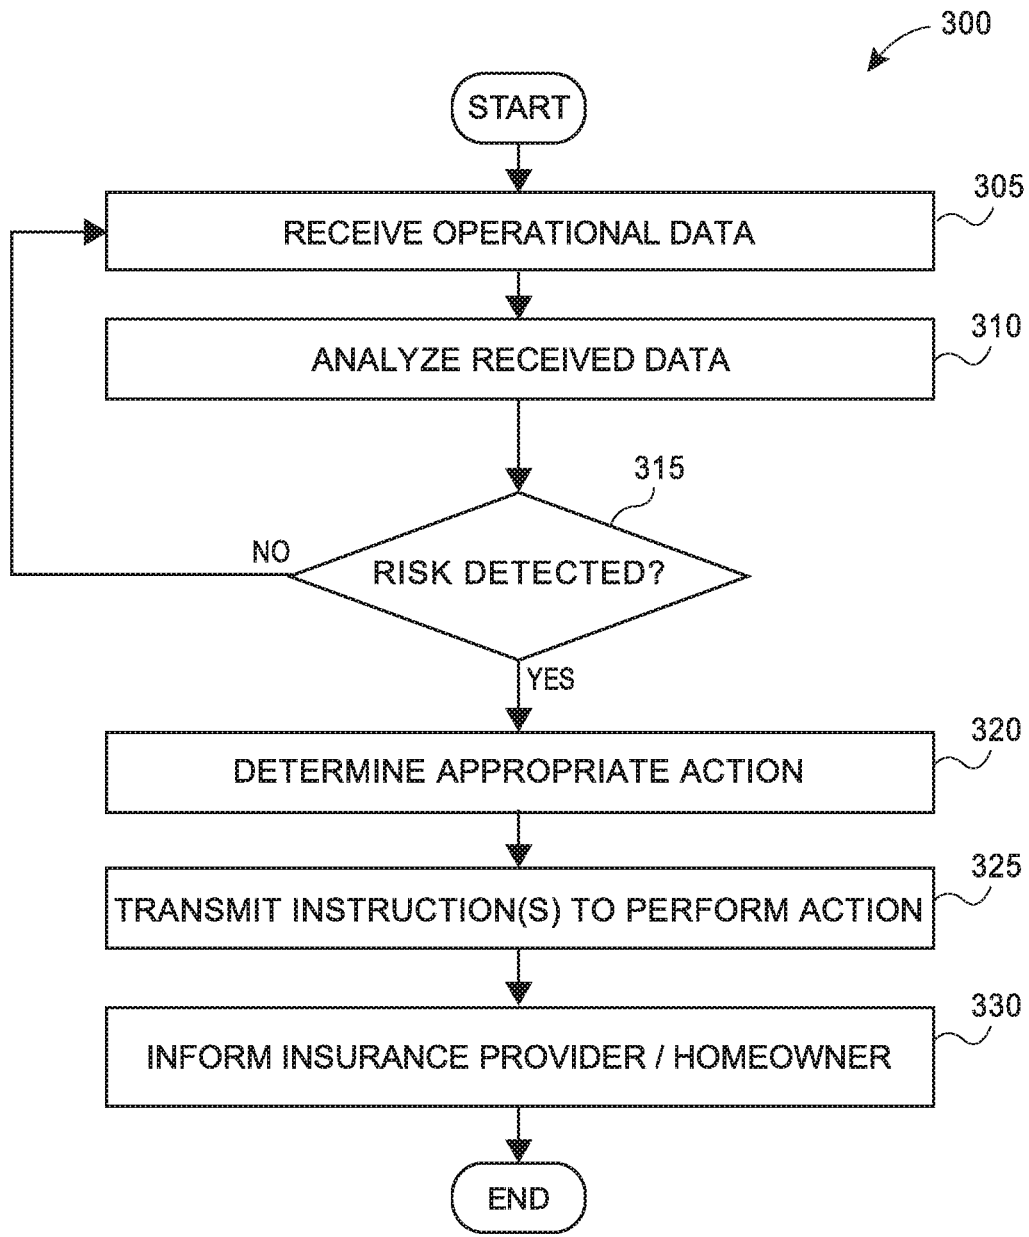 300
START
305
RECEIVE OPERATIONAL DATA
310
ANALYZE RECEIVED DATA
315
NO
RISK DETECTED?
YES
320
DETERMINE APPROPRIATE ACTION
325
TRANSMIT INSTRUCTION(S) TO PERFORM ACTION
330
INFORM INSURANCE PROVIDER / HOMEOWNER
END